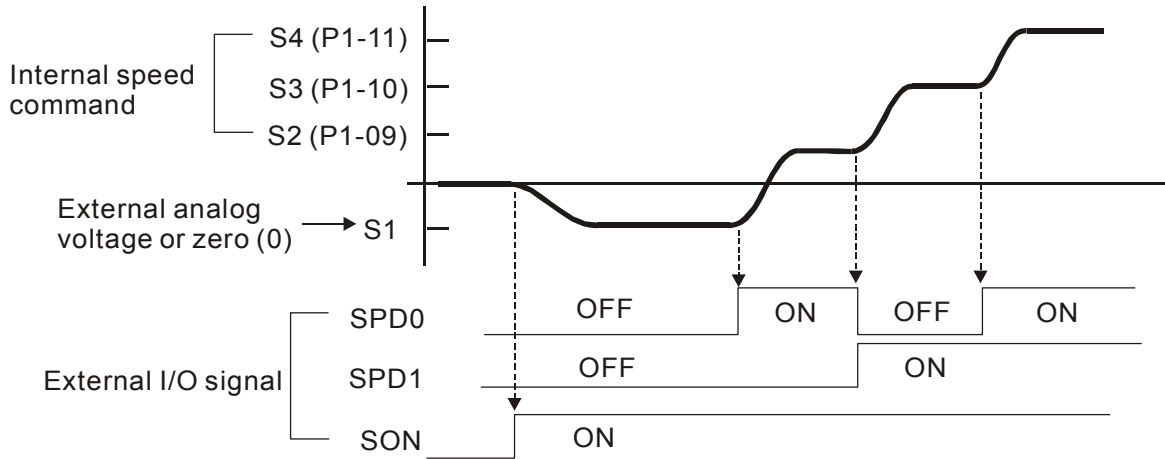 S4 (P1-11)
Internal speed
command
S3 (P1-10)
S2 (P1-09)
External analog
voltage or zero (0)
S1
SPD0
OFF
ON
OFF
ON
External I/O signal
SPD1
OFF
ON
SON
ON